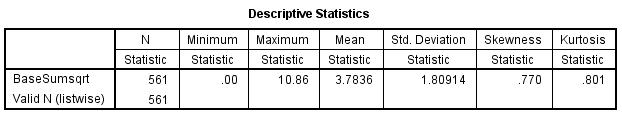 Descriptive Statistics
N Minimum Maximum Mean Std. Deviation Skewness Kurtosis
Statistic Statistic Statistic Statistic Statistic Statistic Statistic
BaseSumsqrt 561 .00 10.86 3.7836 1.80914 .770 .801
Valid N (listwise) 561